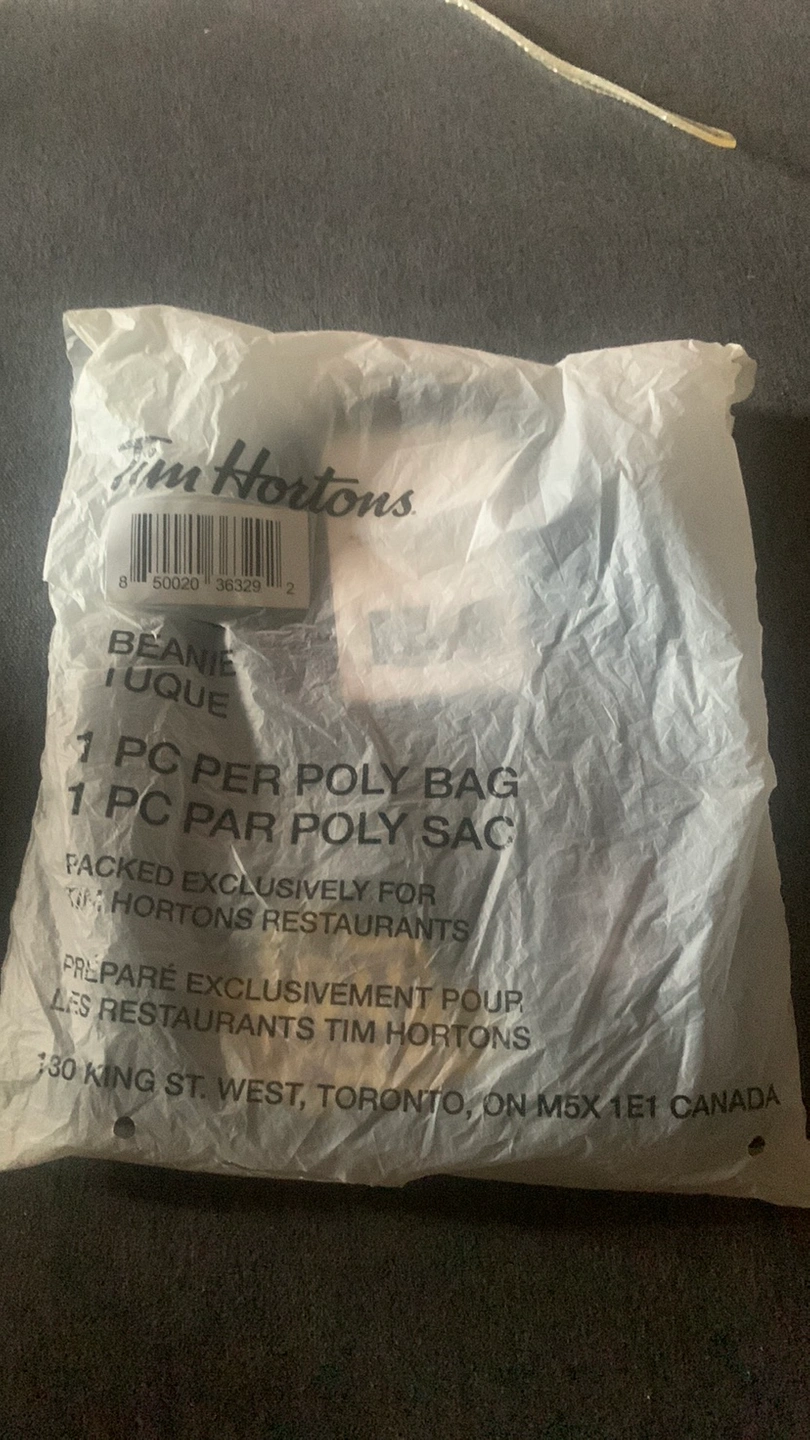 Tim Hortons
8 50020 36329 2
BEANIE
TUQUE
1 PC PER POLY BAG
1 PC PAR POLY SAC
PACKED EXCLUSIVELY FOR
TIM HORTONS RESTAURANTS
PRÉPARÉ EXCLUSIVEMENT POUR
LES RESTAURANTS TIM HORTONS
130 KING ST. WEST, TORONTO, ON M5X 1E1 CANADA